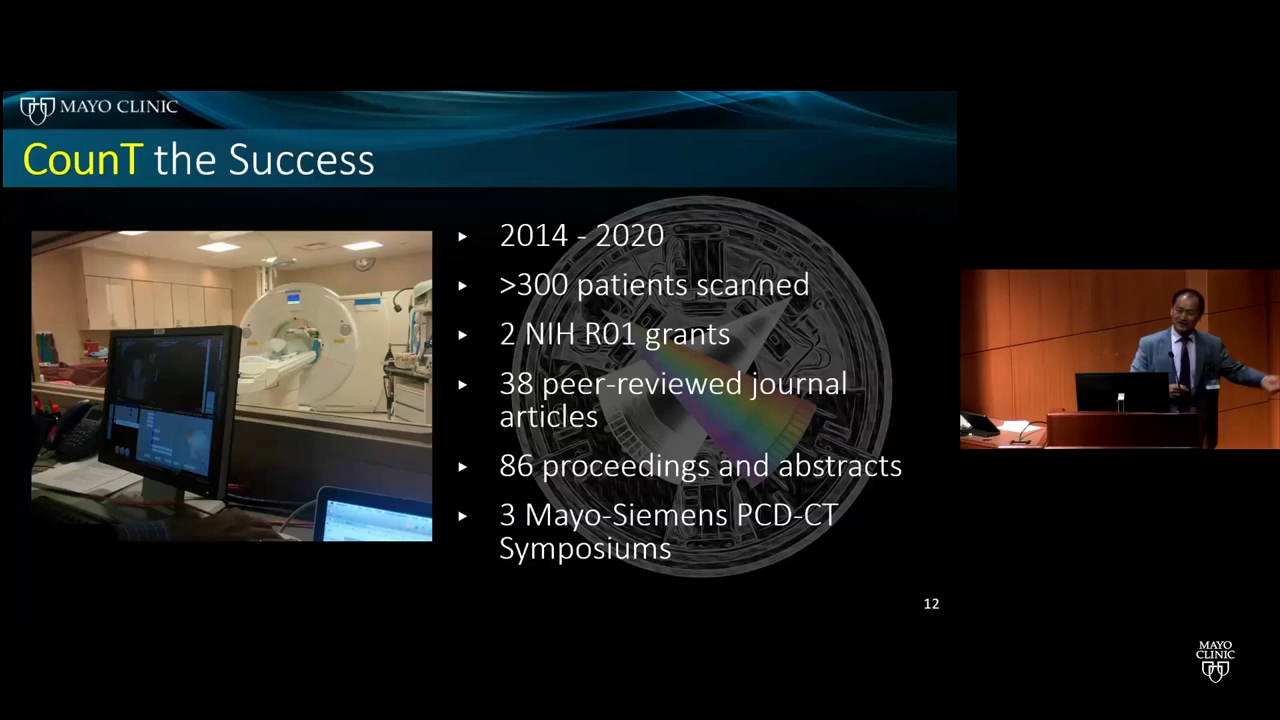 MAYO CLINIC
CounT the Success
2014 - 2020
>300 patients scanned
2 NIH R01 grants
38 peer-reviewed journal
articles
86 proceedings and abstracts
3 Mayo-Siemens PCD-CT
Symposiums
12
MAYO
CLINIC